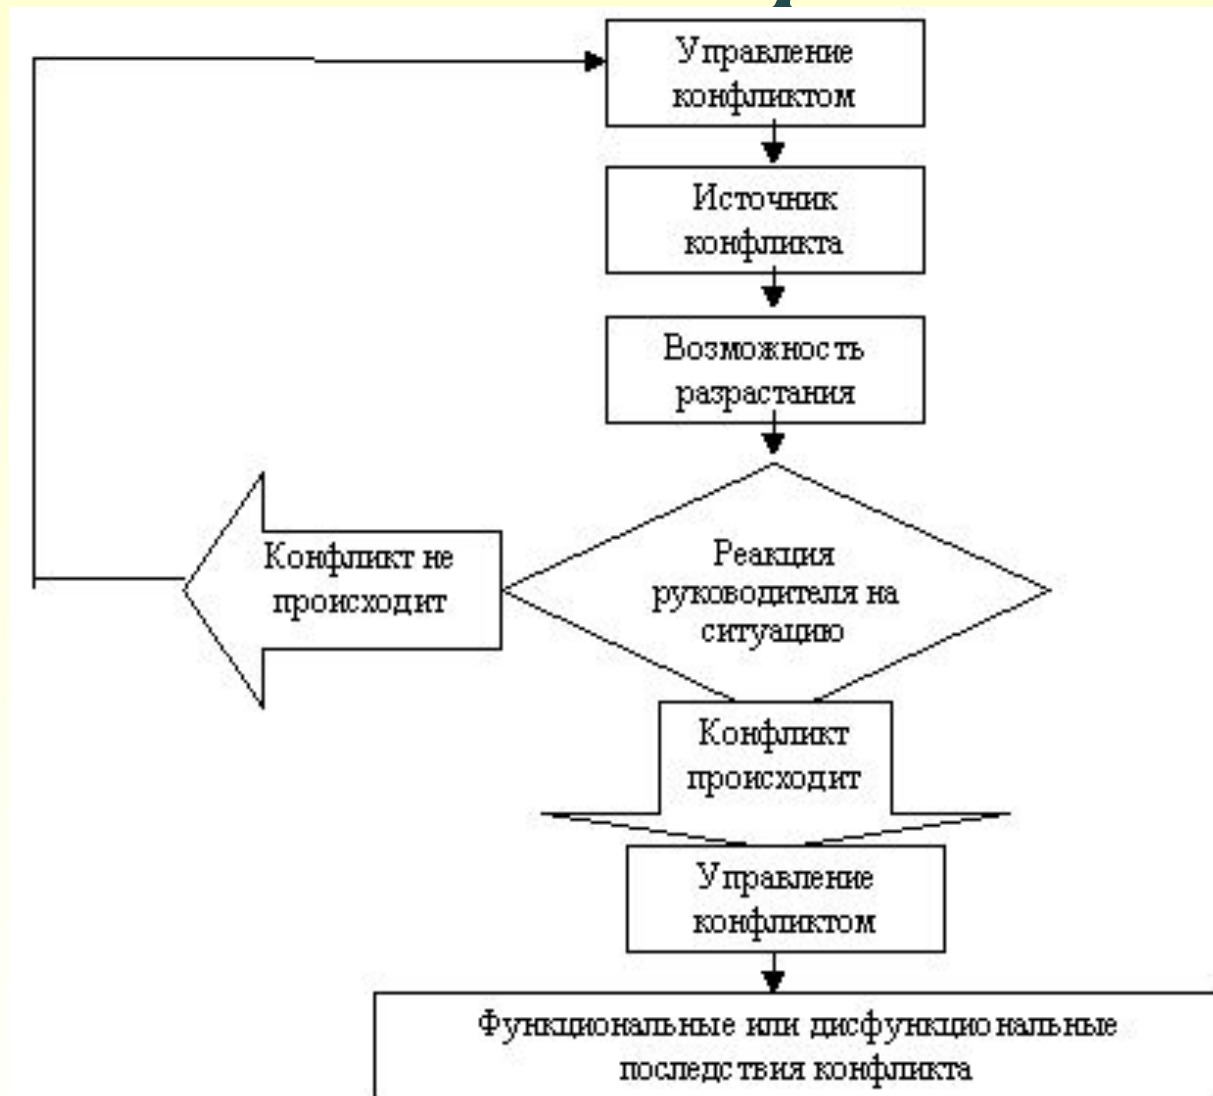 Управление
конфликтом
Источник
конфликта
Возможность
разрастания
Реакция
руководителя на
ситуацию
Конфликт не
происходит
Конфликт
происходит
Управление
конфликтом
Функциональные или дисфункциональные
последствия конфликта